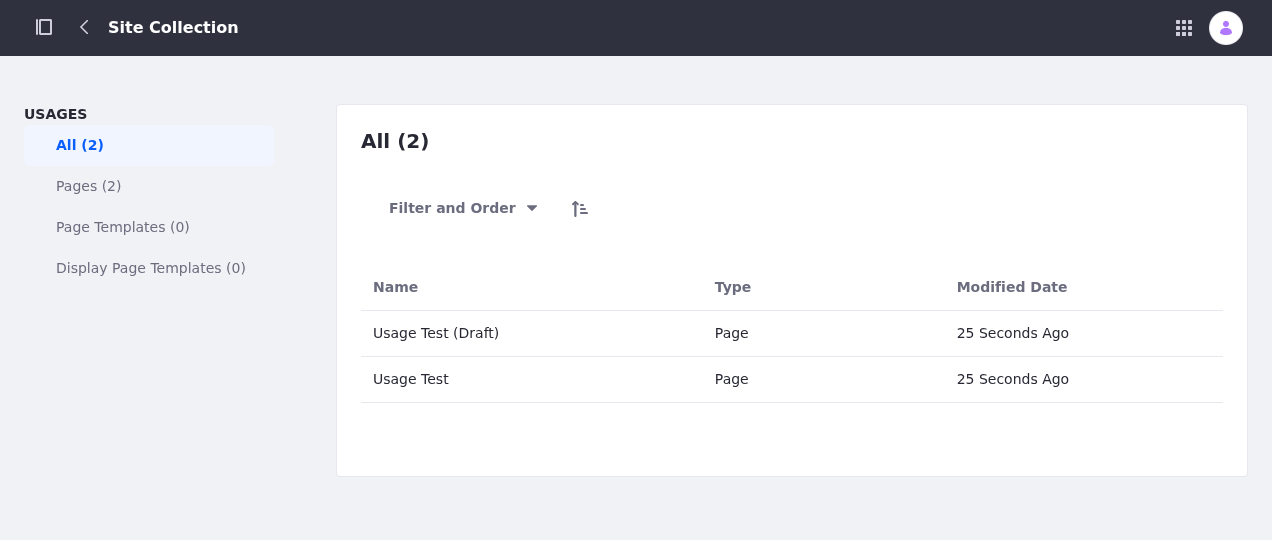 Site Collection
USAGES
All (2)
Pages (2)
Page Templates (0)
Display Page Templates (0)
All (2)
Filter and Order
Name Type Modified Date
Usage Test (Draft) Page 25 Seconds Ago
Usage Test Page 25 Seconds Ago